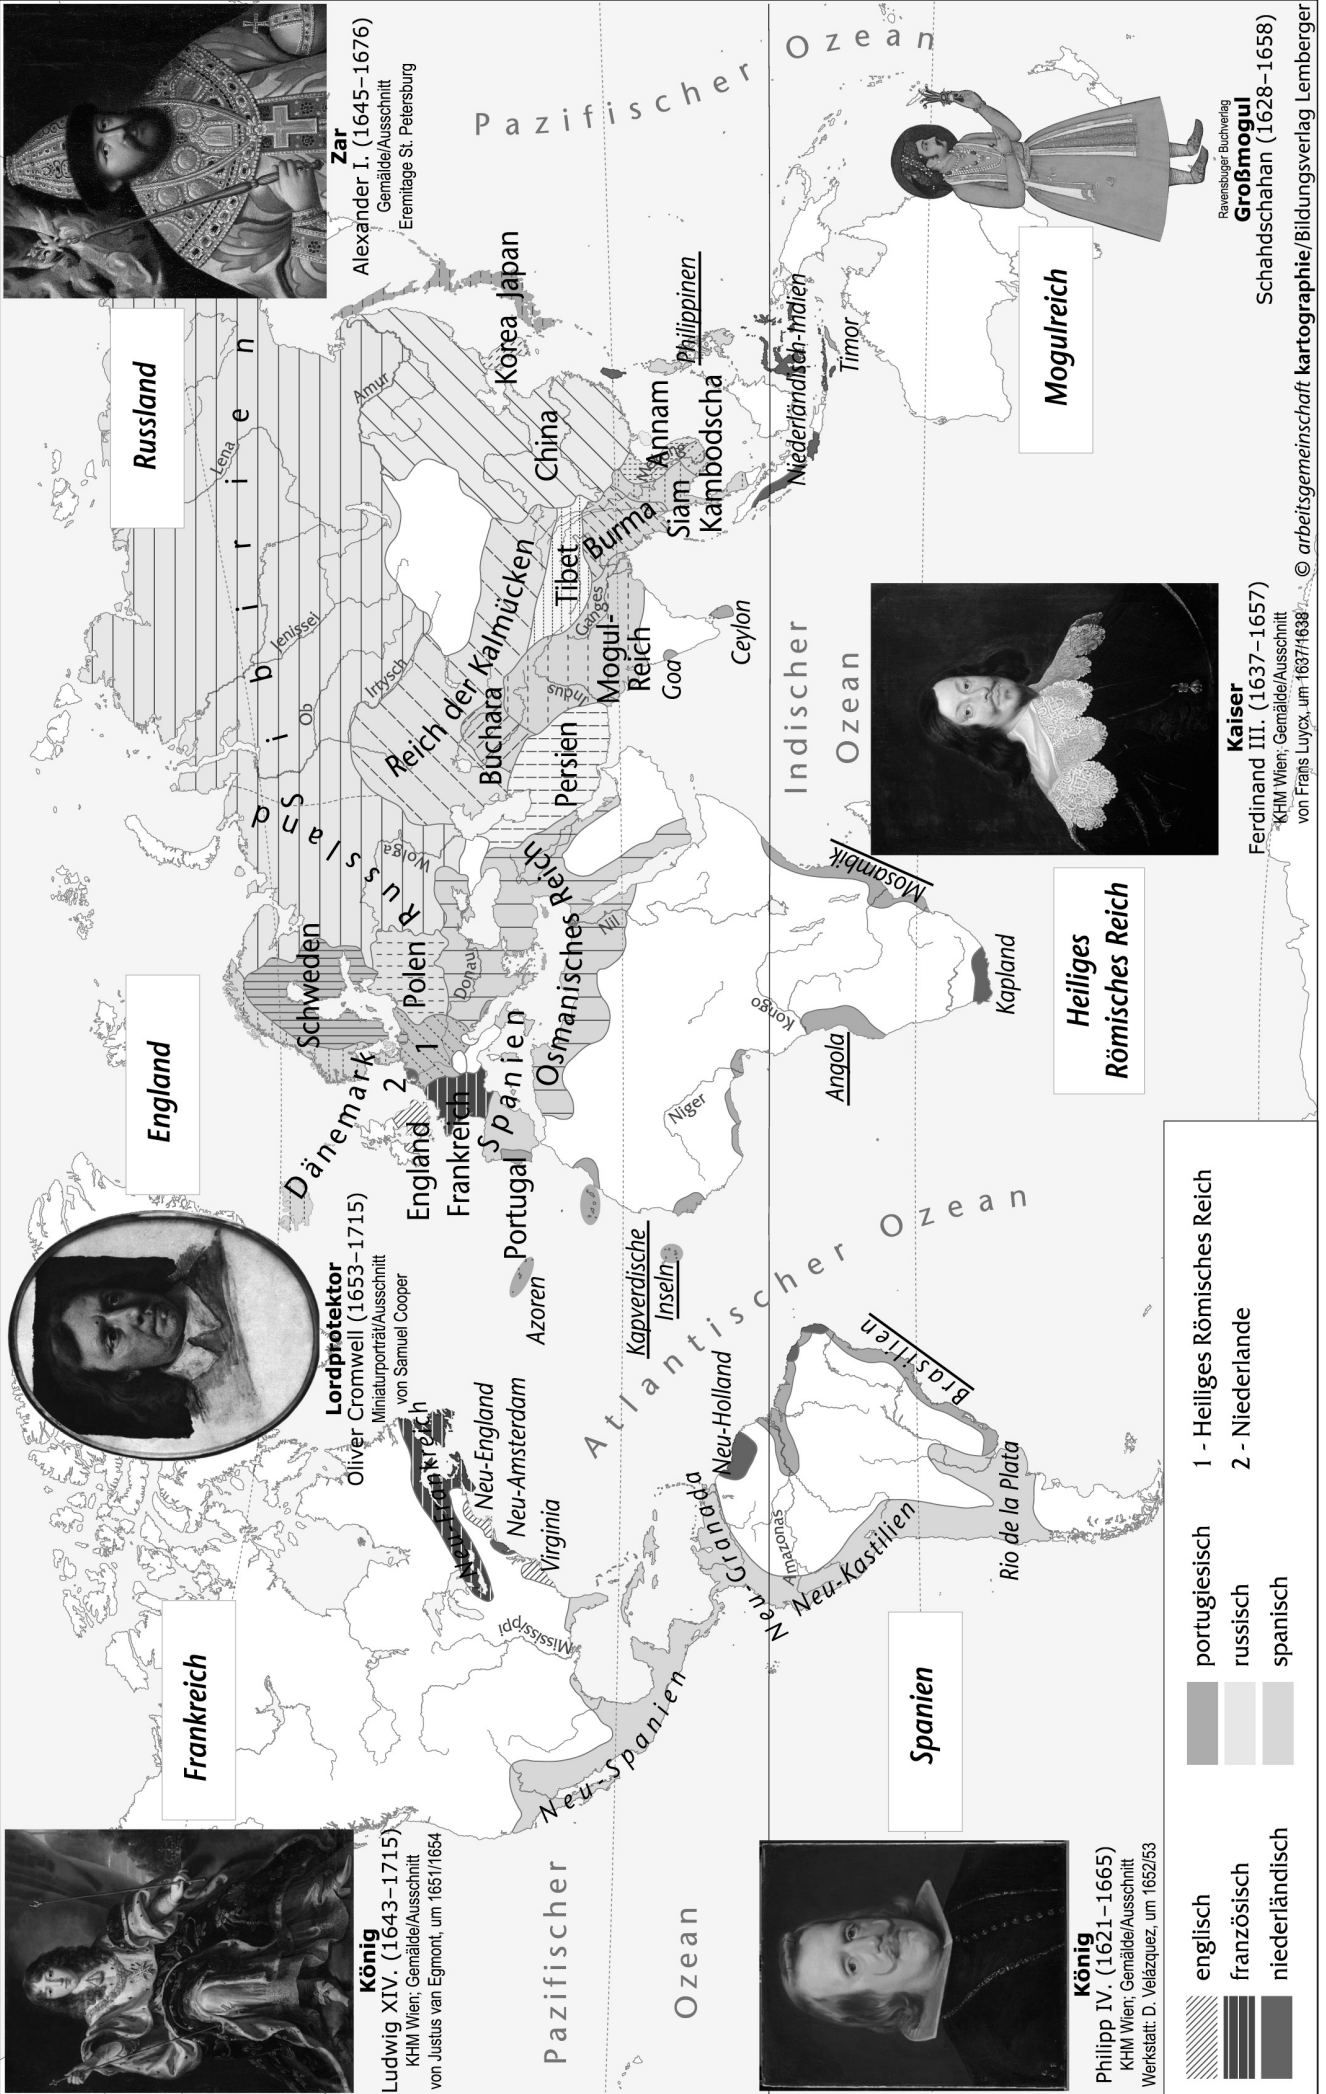 König
Ludwig XIV. (1643–1715)
KHM Wien; Gemälde/Ausschnitt
von Justus van Egmont, um 1651/1654
Frankreich
Lordprotektor
Oliver Cromwell (1653–1715)
Miniaturporträt/Ausschnitt
von Samuel Cooper
England
Russland
Zar
Alexander I. (1645–1676)
Gemälde/Ausschnitt
Eremitage St. Petersburg
Pazifischer
Ozean
Neu-Spanien
Mississippi
Neu-Frankreich
Neu-England
Neu-Amsterdam
Virginia
Atlantischer Ozean
Neu-Granada
Neu-Holland
Amazonas
Neu-Kastilien
Brasilien
Rio de la Plata
Azoren
Kapverdische
Inseln
Dänemark
Schweden
England
2
1
Frankreich
Spanien
Portugal
Polen
Donau
Russland
Wolga
Sibirien
Ob
Irtysch
Jenissei
Lena
Amur
Osmanisches Reich
Nil
Niger
Kongo
Angola
Mosambik
Kapland
Reich der Kalmücken
Buchara
Persien
Indus
Mogul-
Reich
Ganges
Goa
Ceylon
Tibet
China
Korea
Japan
Burma
Siam
Mekong
Annam
Kambodscha
Philippinen
Niederländisch-Indien
Timor
Indischer
Ozean
Pazifischer Ozean
König
Philipp IV. (1621–1665)
KHM Wien; Gemälde/Ausschnitt
Werkstatt: D. Velázquez, um 1652/53
Spanien
Heiliges
Römisches Reich
Kaiser
Ferdinand III. (1637–1657)
KHM Wien; Gemälde/Ausschnitt
von Frans Luycx, um 1637/1638
Mogulreich
Ravensbuger Buchverlag
Großmogul
Schahdschahan (1628–1658)
englisch
französisch
niederländisch
portugiesisch
russisch
spanisch
1 - Heiliges Römisches Reich
2 - Niederlande
© arbeitsgemeinschaft kartographie/Bildungsverlag Lemberger